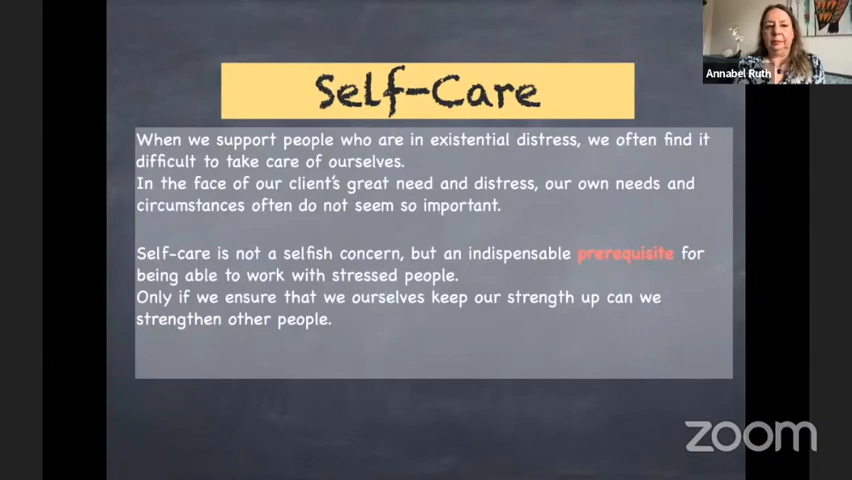 Self-Care
When we support people who are in existential distress, we often find it
difficult to take care of ourselves.
In the face of our client's great need and distress, our own needs and
circumstances often do not seem so important.
Self-care is not a selfish concern, but an indispensable prerequisite for
being able to work with stressed people.
Only if we ensure that we ourselves keep our strength up can we
strengthen other people.
Annabel Ruth
zoom